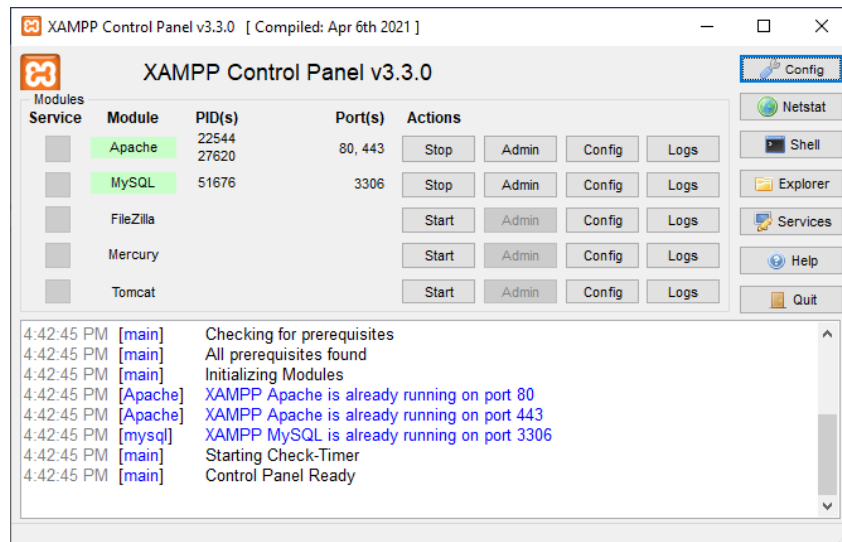 XAMPP Control Panel v3.3.0 [ Compiled: Apr 6th 2021 ]
XAMPP Control Panel v3.3.0
Config
Modules
Service Module PID(s) Port(s) Actions
Netstat
Apache 22544 27620 80, 443 Stop Admin Config Logs
Shell
MySQL 51676 3306 Stop Admin Config Logs
Explorer
FileZilla Start Admin Config Logs
Services
Mercury Start Admin Config Logs
Help
Tomcat Start Admin Config Logs
Quit
4:42:45 PM [main] Checking for prerequisites
4:42:45 PM [main] All prerequisites found
4:42:45 PM [main] Initializing Modules
4:42:45 PM [Apache] XAMPP Apache is already running on port 80
4:42:45 PM [Apache] XAMPP Apache is already running on port 443
4:42:45 PM [mysql] XAMPP MySQL is already running on port 3306
4:42:45 PM [main] Starting Check-Timer
4:42:45 PM [main] Control Panel Ready